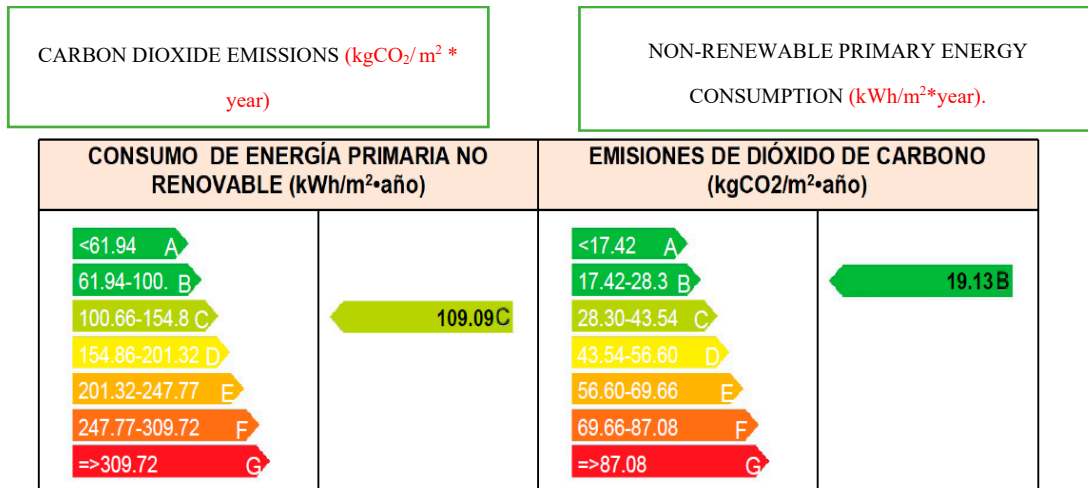 CARBON DIOXIDE EMISSIONS (kgCO₂/ m² *
year)
NON-RENEWABLE PRIMARY ENERGY
CONSUMPTION (kWh/m²*year).
CONSUMO DE ENERGÍA PRIMARIA NO
RENOVABLE (kWh/m²•año)
<61.94 A
61.94-100. B
100.66-154.8 C
154.86-201.32 D
201.32-247.77 E
247.77-309.72 F
=>309.72 G
109.09 C
EMISIONES DE DIÓXIDO DE CARBONO
(kgCO2/m²•año)
<17.42 A
17.42-28.3 B
28.30-43.54 C
43.54-56.60 D
56.60-69.66 E
69.66-87.08 F
=>87.08 G
19.13 B